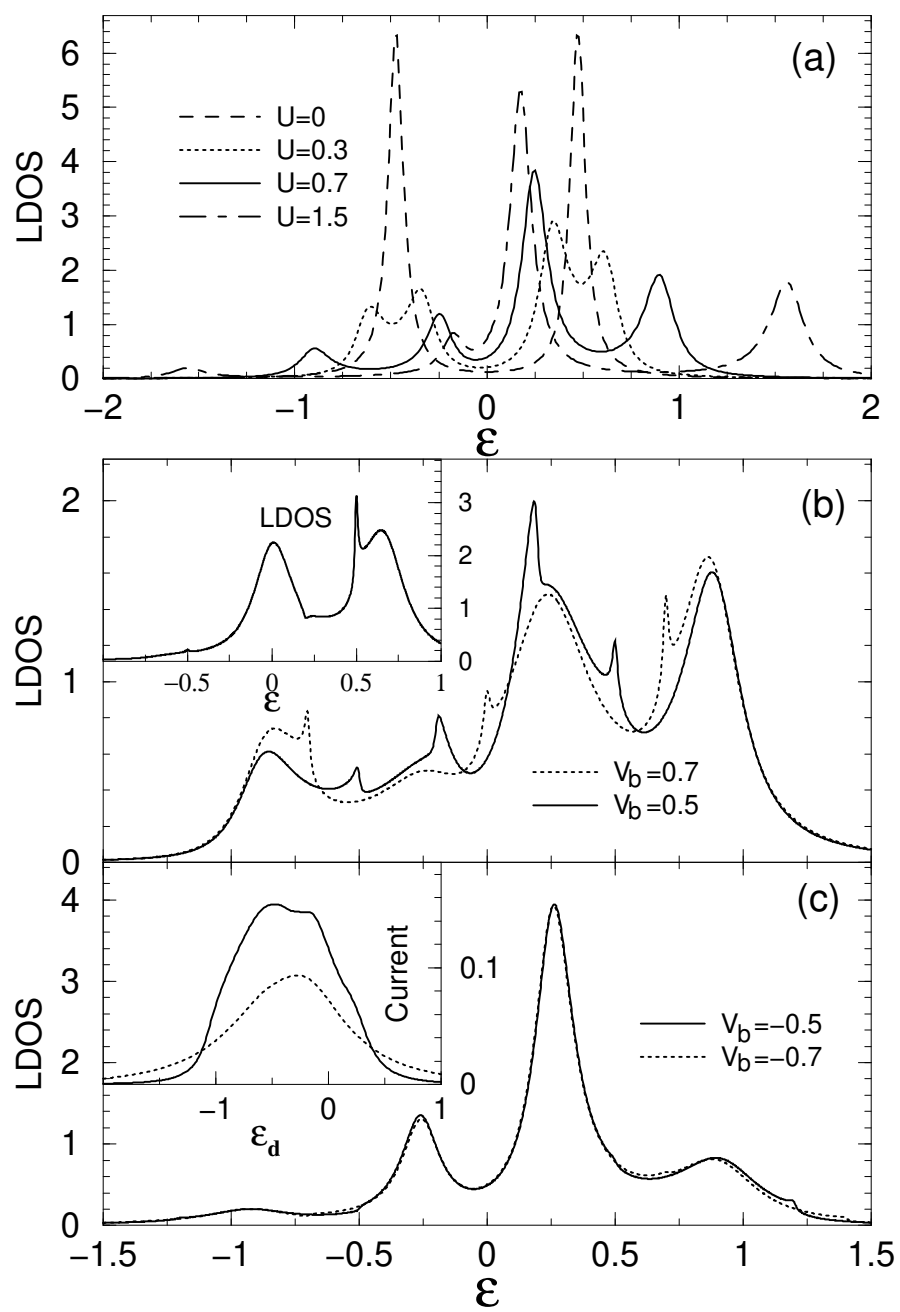 (a)
6
5
4
3
2
1
0
LDOS
U=0
U=0.3
U=0.7
U=1.5
−2 −1 0 1 2
ε
(b)
2
1
0
LDOS
LDOS
3
2
1
0
−0.5 0 0.5 1
ε
V_b=0.7
V_b=0.5
(c)
4
3
2
1
0
LDOS
Current
0.1
0
−1 0 1
ε_d
V_b=−0.5
V_b=−0.7
−1.5 −1 −0.5 0 0.5 1 1.5
ε